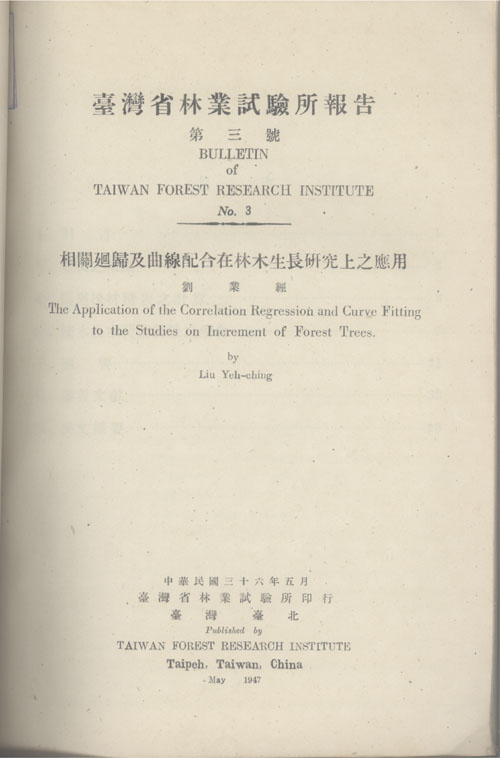 臺灣省林業試驗所報告
第三號
BULLETIN
of
TAIWAN FOREST RESEARCH INSTITUTE
No. 3
相關廻歸及曲線配合在林木生長硏究上之應用
劉業經
The Application of the Correlation Regression and Curve Fitting
to the Studies on Increment of Forest Trees.
by
Liu Yeh-ching
中華民國三十六年五月
臺灣省林業試驗所印行
臺灣臺北
Published by
TAIWAN FOREST RESEARCH INSTITUTE
Taipeh, Taiwan, China
May 1947